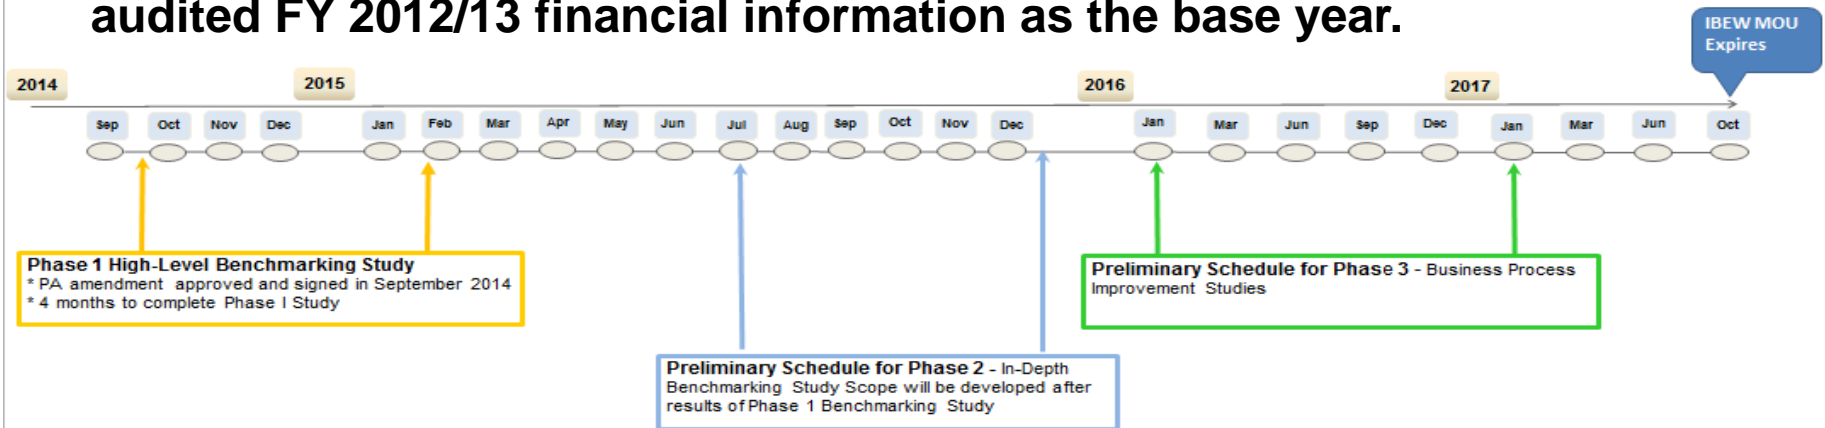 audited FY 2012/13 financial information as the base year.
IBEW MOU
Expires
2014
2015
2016
2017
Sep Oct Nov Dec Jan Feb Mar Apr May Jun Jul Aug Sep Oct Nov Dec Jan Mar Jun Sep Dec Jan Mar Jun Oct
Phase 1 High-Level Benchmarking Study
* PA amendment approved and signed in September 2014
* 4 months to complete Phase I Study
Preliminary Schedule for Phase 2 - In-Depth
Benchmarking Study Scope will be developed after
results of Phase 1 Benchmarking Study
Preliminary Schedule for Phase 3 - Business Process
Improvement Studies